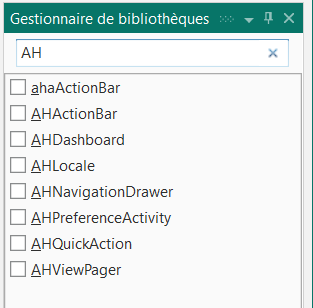 Gestionnaire de bibliothèques
AH
ahaActionBar
AHActionBar
AHDashboard
AHLocale
AHNavigationDrawer
AHPreferenceActivity
AHQuickAction
AHViewPager